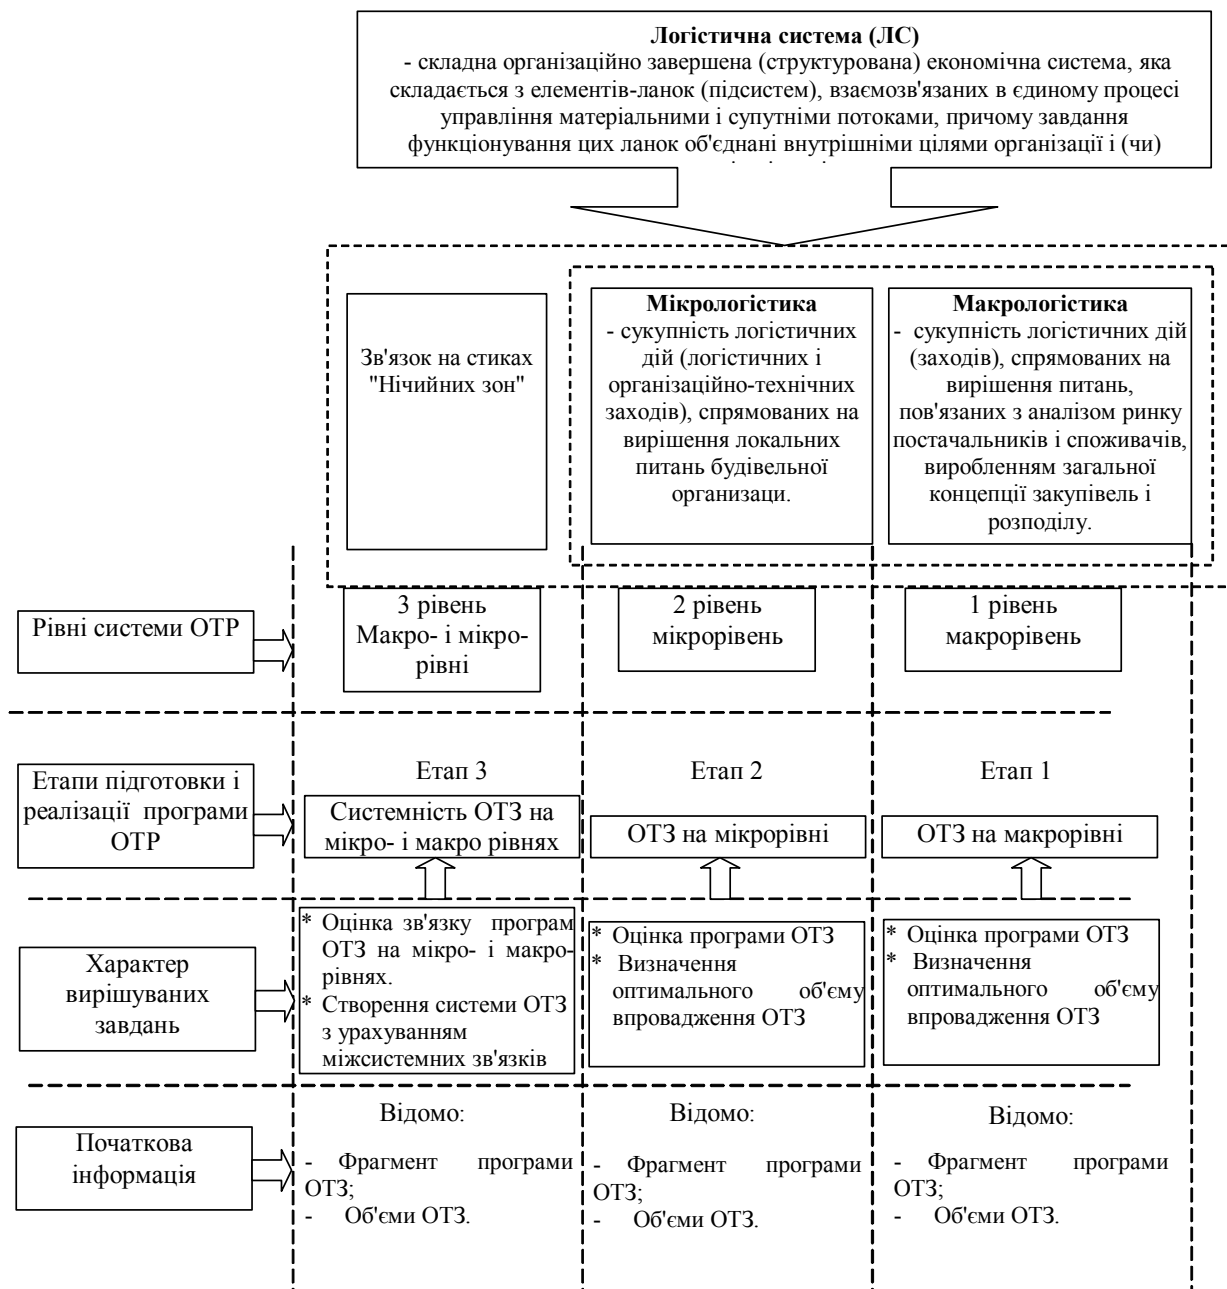 Логістична система (ЛС)
- складна організаційно завершена (структурована) економічна система, яка
складається з елементів-ланок (підсистем), взаємозв'язаних в єдиному процесі
управління матеріальними і супутніми потоками, причому завдання
функціонування цих ланок об'єднані внутрішніми цілями організації і (чи)
Зв'язок на стиках
"Нічийних зон"
Мікрологістика
- сукупність логістичних
дій (логістичних і
організаційно-технічних
заходів), спрямованих на
вирішення локальних
питань будівельної
организаци.
Макрологістика
- сукупність логістичних дій
(заходів), спрямованих на
вирішення питань,
пов'язаних з аналізом ринку
постачальників і споживачів,
виробленням загальної
концепції закупівель і
розподілу.
Рівні системи ОТР
3 рівень
Макро- і мікро-
рівні
2 рівень
мікрорівень
1 рівень
макрорівень
Етапи підготовки і
реалізації програми
ОТР
Етап 3
Системність ОТЗ на
мікро- і макро рівнях
Етап 2
ОТЗ на мікрорівні
Етап 1
ОТЗ на макрорівні
Характер
вирішуваних
завдань
* Оцінка зв'язку програм
ОТЗ на мікро- і макро-
рівнях.
* Створення системи ОТЗ
з урахуванням
міжсистемних зв'язків
* Оцінка програми ОТЗ
* Визначення
оптимального об'єму
впровадження ОТЗ
* Оцінка програми ОТЗ
* Визначення
оптимального об'єму
впровадження ОТЗ
Початкова
інформація
Відомо:
- Фрагмент програми
ОТЗ;
- Об'єми ОТЗ.
Відомо:
- Фрагмент програми
ОТЗ;
- Об'єми ОТЗ.
Відомо:
- Фрагмент програми
ОТЗ;
- Об'єми ОТЗ.